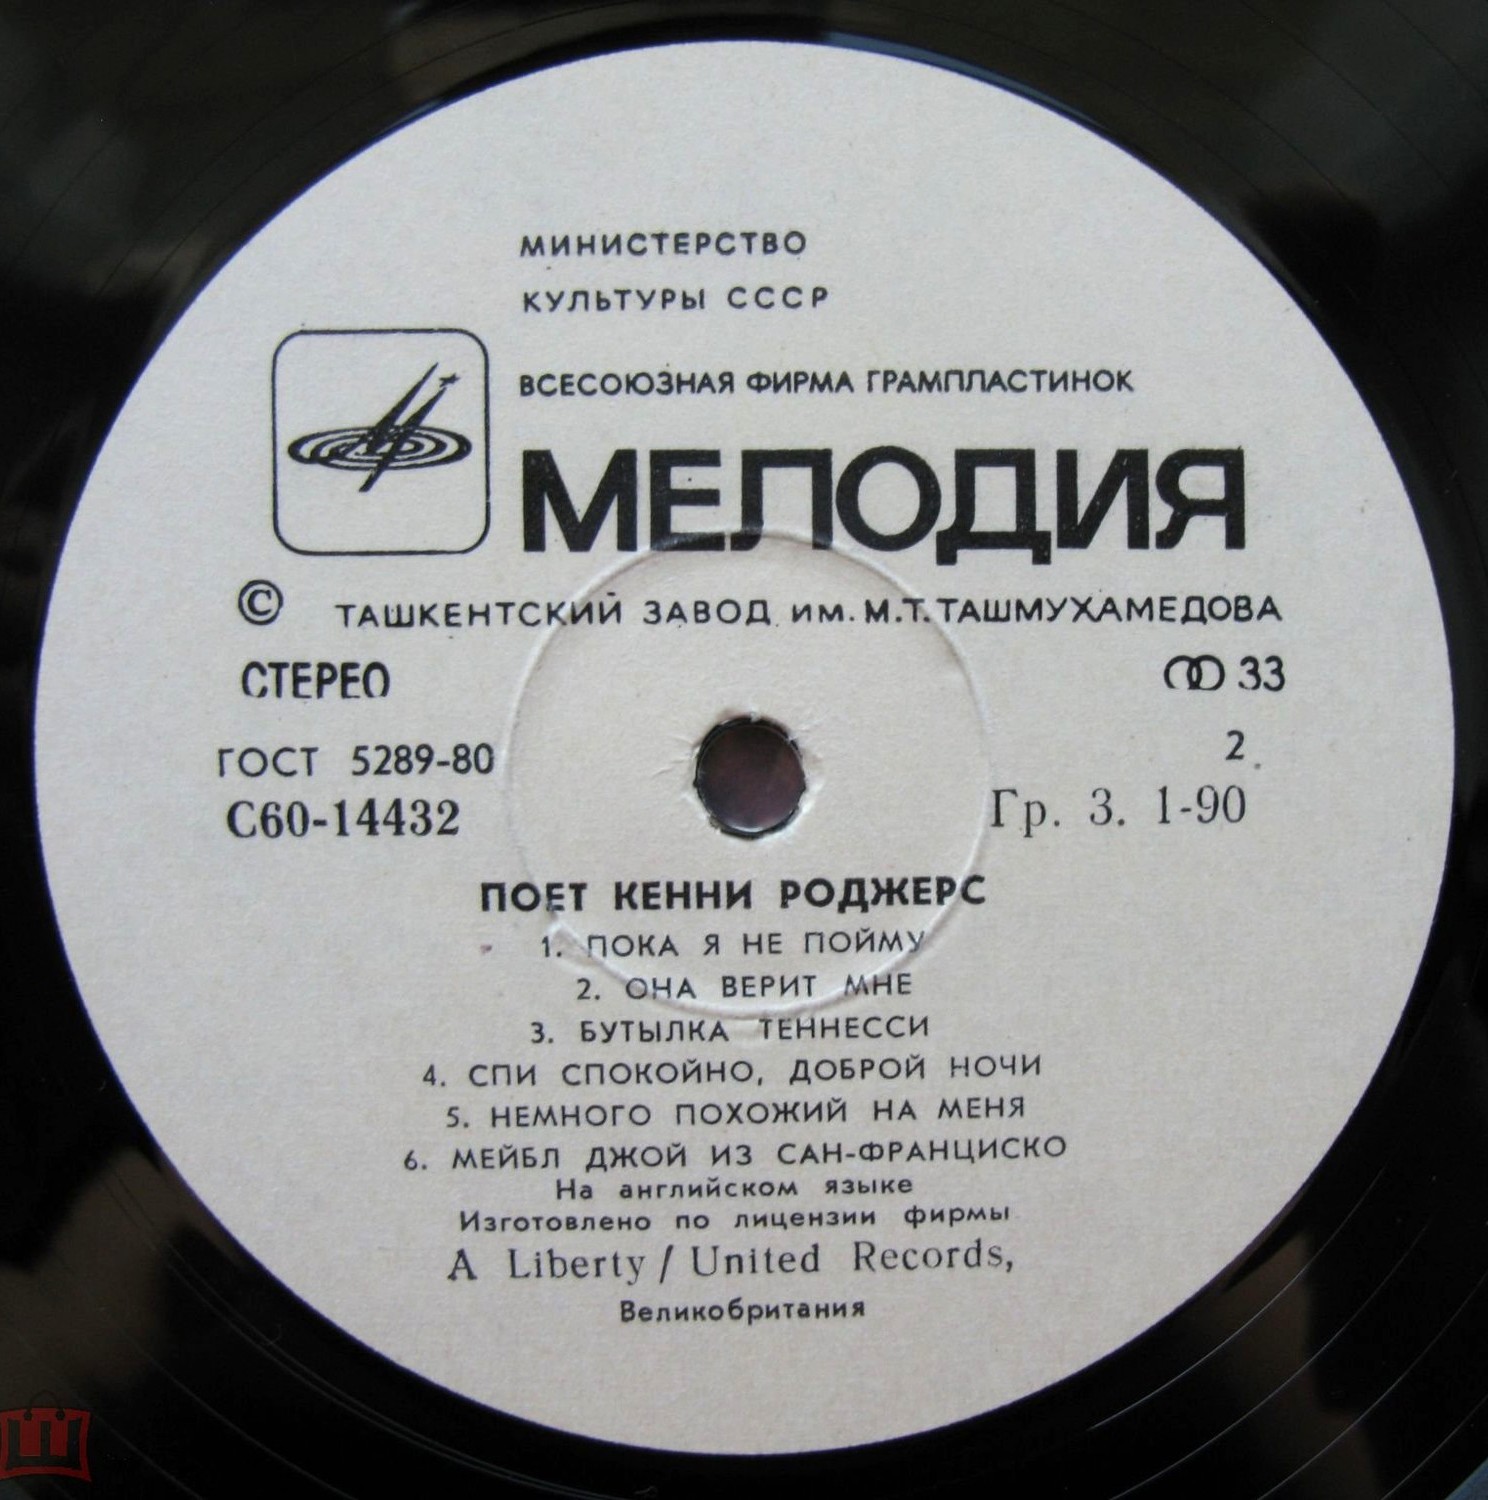 МИНИСТЕРСТВО
КУЛЬТУРЫ СССР
ВСЕСОЮЗНАЯ ФИРМА ГРАМПЛАСТИНОК
МЕЛОДИЯ
© ТАШКЕНТСКИЙ ЗАВОД им. М.Т. ТАШМУХАМЕДОВА
СТЕРЕО 33
ГОСТ 5289-80 2
С60-14432 Гр. 3. 1-90
ПОЕТ КЕННИ РОДЖЕРС
1. ПОКА Я НЕ ПОЙМУ
2. ОНА ВЕРИТ МНЕ
3. БУТЫЛКА ТЕННЕССИ
4. СПИ СПОКОЙНО, ДОБРОЙ НОЧИ
5. НЕМНОГО ПОХОЖИЙ НА МЕНЯ
6. МЕЙБЛ ДЖОЙ ИЗ САН-ФРАНЦИСКО
На английском языке
Изготовлено по лицензии фирмы
A Liberty / United Records,
Великобритания
Ш